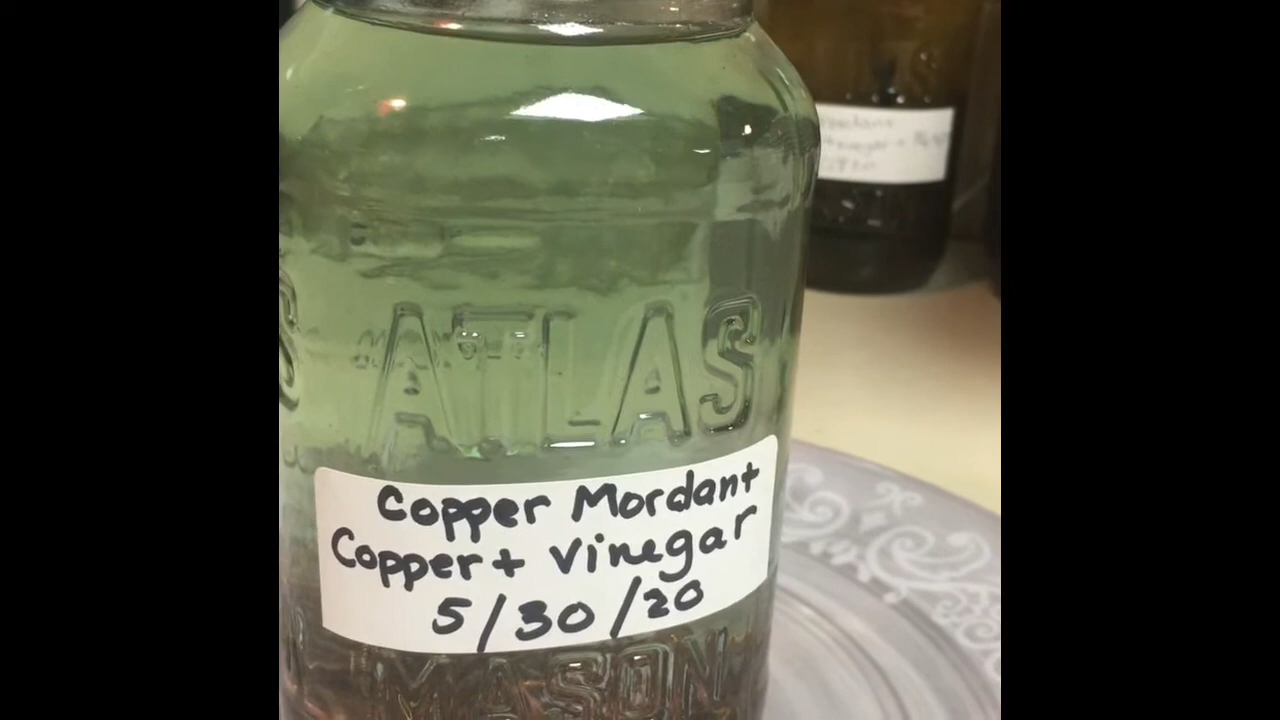 ATLAS
Copper Mordant
Copper + Vinegar
5/30/20
MASON